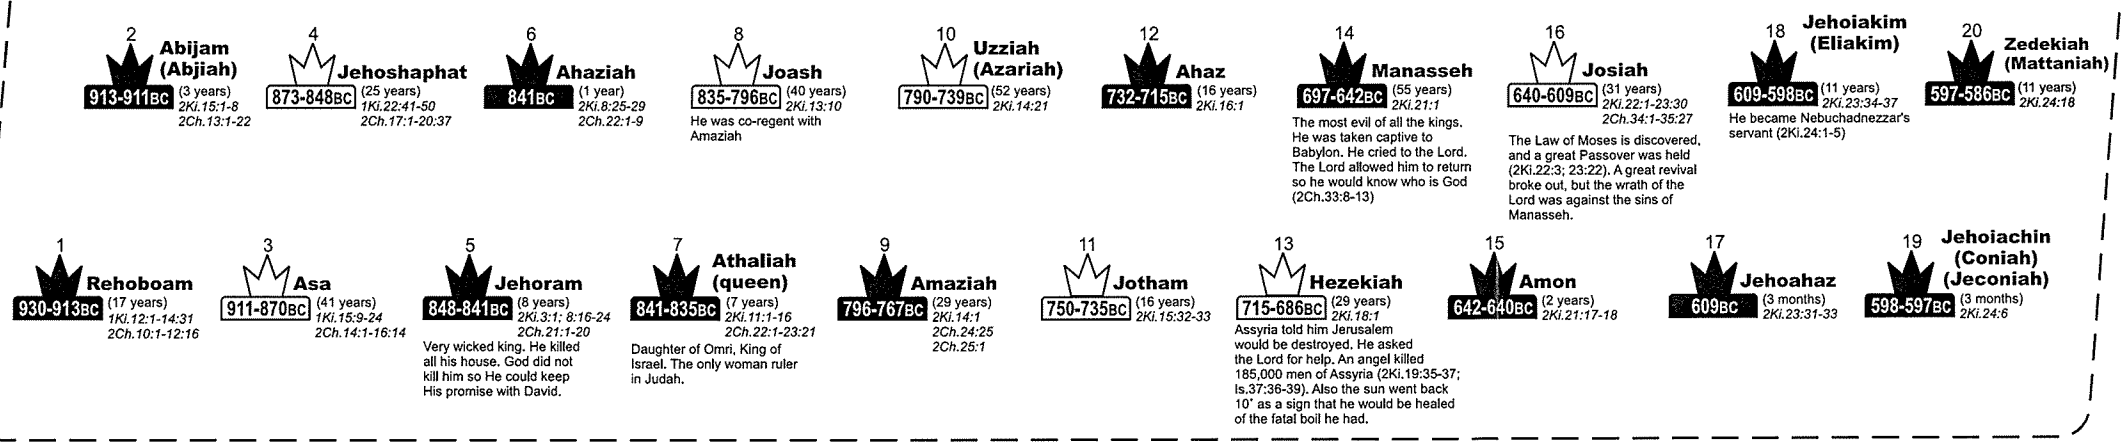 2
Abijam
(Abjiah)
913-911BC
(3 years)
2Ki.15:1-8
2Ch.13:1-22
4
Jehoshaphat
873-848BC
(25 years)
1Ki.22:41-50
2Ch.17:1-20:37
6
Ahaziah
841BC
(1 year)
2Ki.8:25-29
2Ch.22:1-9
8
Joash
835-796BC
(40 years)
2Ki.13:10
He was co-regent with
Amaziah
10
Uzziah
(Azariah)
790-739BC
(52 years)
2Ki.14:21
12
Ahaz
732-715BC
(16 years)
2Ki.16:1
14
Manasseh
697-642BC
(55 years)
2Ki.21:1
The most evil of all the kings.
He was taken captive to
Babylon. He cried to the Lord.
The Lord allowed him to return
so he would know who is God
(2Ch.33:8-13)
16
Josiah
640-609BC
(31 years)
2Ki.22:1-23:30
2Ch.34:1-35:27
The Law of Moses is discovered,
and a great Passover was held
(2Ki.22:3; 23:22). A great revival
broke out, but the wrath of the
Lord was against the sins of
Manasseh.
18
Jehoiakim
(Eliakim)
609-598BC
(11 years)
2Ki.23:34-37
He became Nebuchadnezzar's
servant (2Ki.24:1-5)
20
Zedekiah
(Mattaniah)
597-586BC
(11 years)
2Ki.24:18
1
Rehoboam
930-913BC
(17 years)
1Ki.12:1-14:31
2Ch.10:1-12:16
3
Asa
911-870BC
(41 years)
1Ki.15:9-24
2Ch.14:1-16:14
5
Jehoram
848-841BC
(8 years)
2Ki.3:1; 8:16-24
2Ch.21:1-20
Very wicked king. He killed
all his house. God did not
kill him so He could keep
His promise with David.
7
Athaliah
(queen)
841-835BC
(7 years)
2Ki.11:1-16
2Ch.22:1-23:21
Daughter of Omri, King of
Israel. The only woman ruler
in Judah.
9
Amaziah
796-767BC
(29 years)
2Ki.14:1
2Ch.24:25
2Ch.25:1
11
Jotham
750-735BC
(16 years)
2Ki.15:32-33
13
Hezekiah
715-686BC
(29 years)
2Ki.18:1
Assyria told him Jerusalem
would be destroyed. He asked
the Lord for help. An angel killed
185,000 men of Assyria (2Ki.19:35-37;
Is.37:36-39). Also the sun went back
10° as a sign that he would be healed
of the fatal boil he had.
15
Amon
642-640BC
(2 years)
2Ki.21:17-18
17
Jehoahaz
609BC
(3 months)
2Ki.23:31-33
19
Jehoiachin
(Coniah)
(Jeconiah)
598-597BC
(3 months)
2Ki.24:6